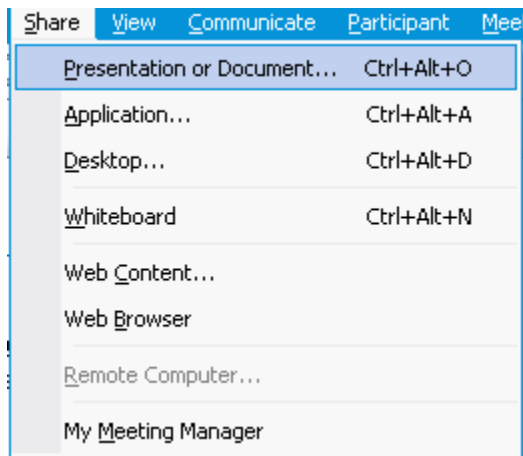 Share View Communicate Participant Mee
Presentation or Document... Ctrl+Alt+O
Application... Ctrl+Alt+A
Desktop... Ctrl+Alt+D
Whiteboard Ctrl+Alt+N
Web Content...
Web Browser
Remote Computer...
My Meeting Manager